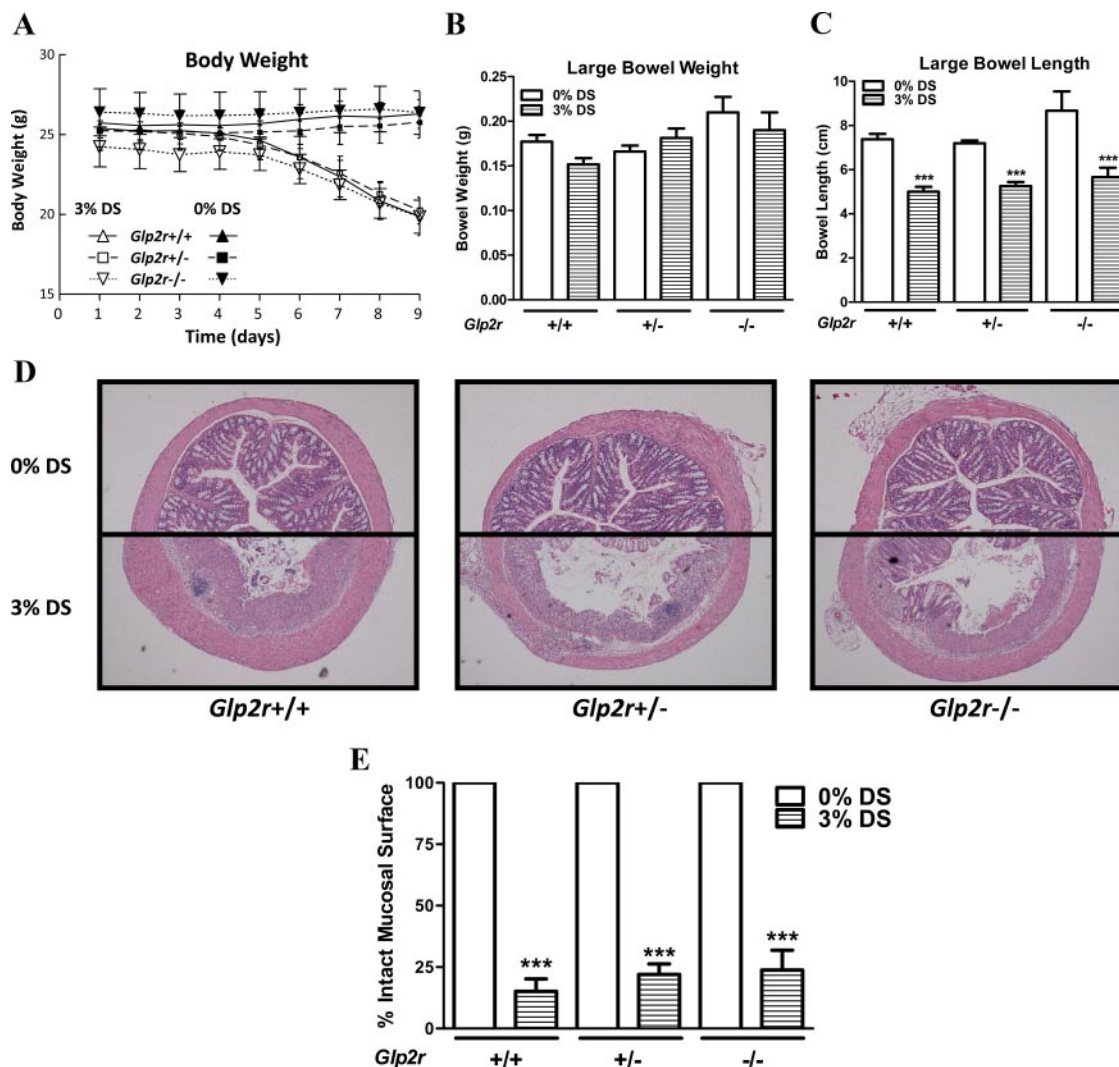 A
Body Weight
30
25
20
15
Body Weight (g)
3% DS 0% DS
Glp2r+/+
Glp2r+/-
Glp2r-/-
0 1 2 3 4 5 6 7 8 9
Time (days)
B
Large Bowel Weight
0% DS
3% DS
0.25
0.20
0.15
0.10
0.05
0.00
Bowel Weight (g)
Glp2r +/+ +/- -/-
C
Large Bowel Length
0% DS
3% DS
10
8
6
4
2
0
Bowel Length (cm)
*** *** ***
Glp2r +/+ +/- -/-
D
0% DS
3% DS
Glp2r+/+ Glp2r+/- Glp2r-/-
E
100
75
50
25
0
% Intact Mucosal Surface
0% DS
3% DS
*** *** ***
Glp2r +/+ +/- -/-